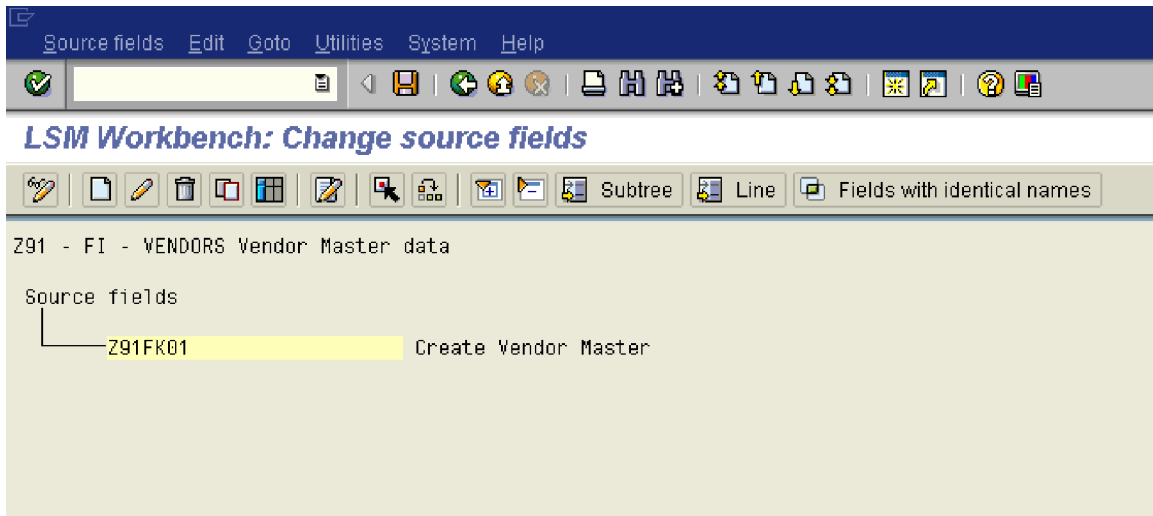 Source fields Edit Goto Utilities System Help
LSM Workbench: Change source fields
Subtree Line Fields with identical names
Z91 - FI - VENDORS Vendor Master data
Source fields
Z91FK01 Create Vendor Master